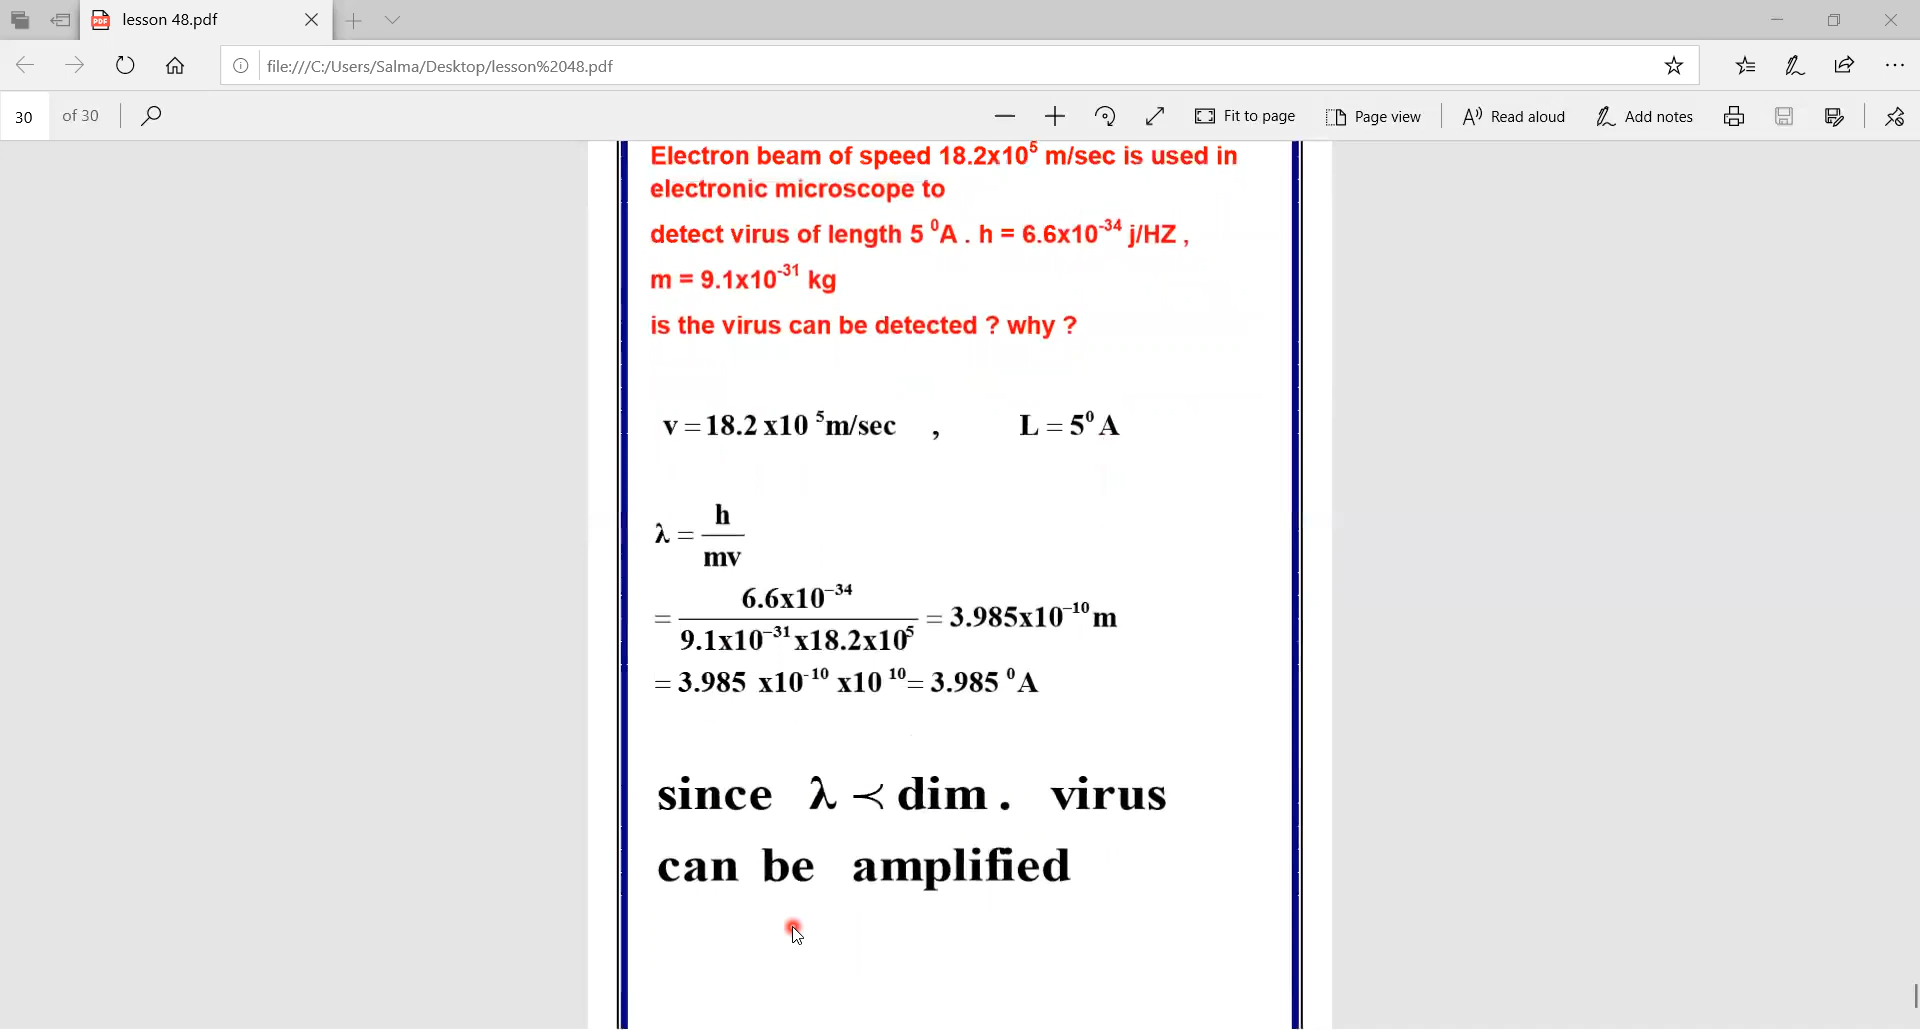 lesson 48.pdf
file:///C:/Users/Salma/Desktop/lesson%2048.pdf
30 of 30 Fit to page Page view Read aloud Add notes
Electron beam of speed 18.2x10⁵ m/sec is used in
electronic microscope to
detect virus of length 5 ⁰A . h = 6.6x10⁻³⁴ j/HZ ,
m = 9.1x10⁻³¹ kg
is the virus can be detected ? why ?
v = 18.2 x10 ⁵m/sec , L = 5⁰ A
λ = h/mv
= 6.6x10⁻³⁴ / 9.1x10⁻³¹x18.2x10⁵ = 3.985x10⁻¹⁰ m
= 3.985 x10⁻¹⁰ x10 ¹⁰= 3.985 ⁰A
since λ ≺ dim . virus
can be amplified